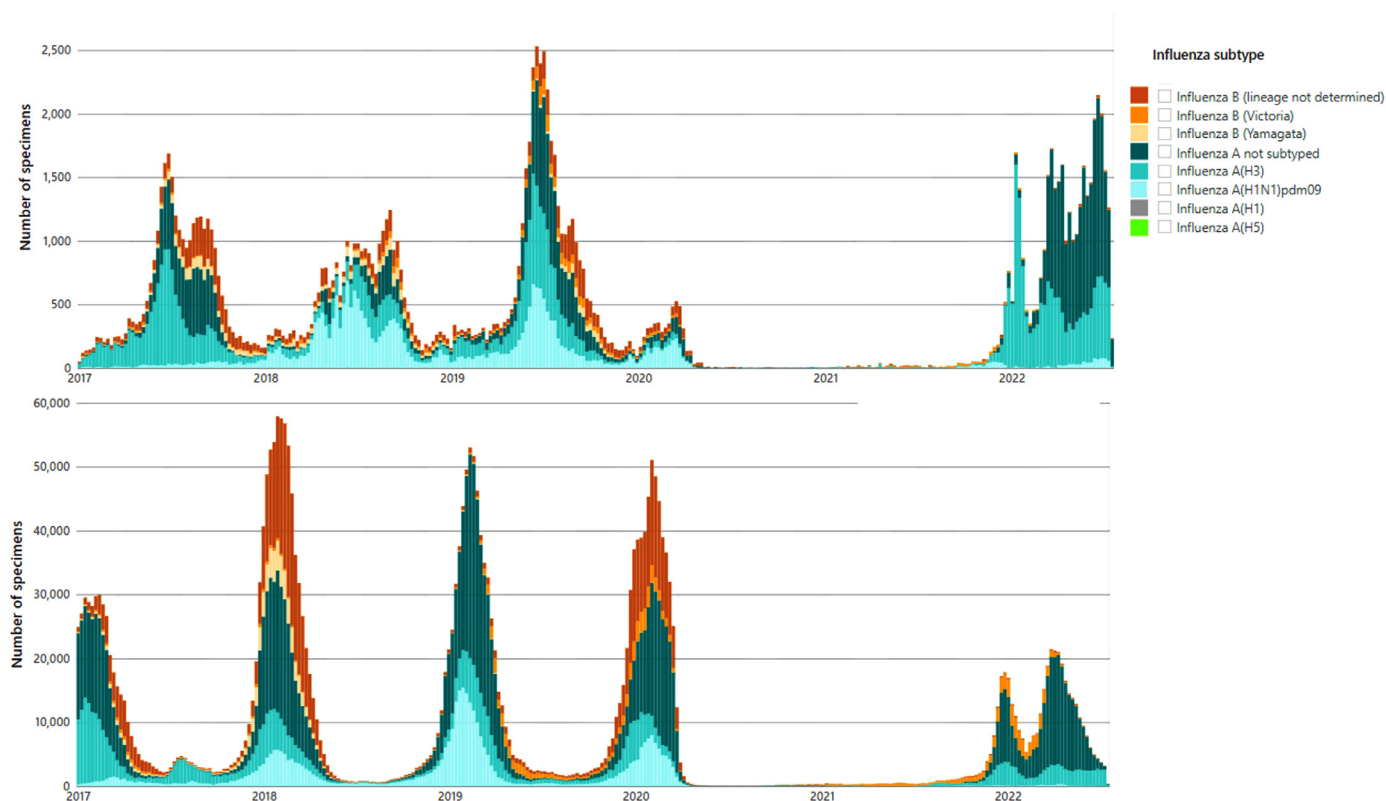 Number of specimens
2,500
2,000
1,500
1,000
500
0
2017 2018 2019 2020 2021 2022
Influenza subtype
Influenza B (lineage not determined)
Influenza B (Victoria)
Influenza B (Yamagata)
Influenza A not subtyped
Influenza A(H3)
Influenza A(H1N1)pdm09
Influenza A(H1)
Influenza A(H5)
Number of specimens
60,000
50,000
40,000
30,000
20,000
10,000
0
2017 2018 2019 2020 2021 2022